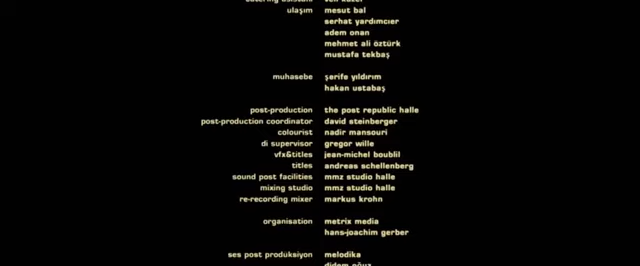 ulaşım mesut bal
serhat yardımcıer
adem onan
mehmet ali öztürk
mustafa tekbaş
muhasebe şerife yıldırım
hakan ustabaş
post-production the post republic halle
post-production coordinator david steinberger
colourist nadir mansouri
di supervisor gregor wille
vfx&titles jean-michel boublil
titles andreas schellenberg
sound post facilities mmz studio halle
mixing studio mmz studio halle
re-recording mixer markus krohn
organisation metrix media
hans-joachim gerber
ses post prodüksiyon melodika